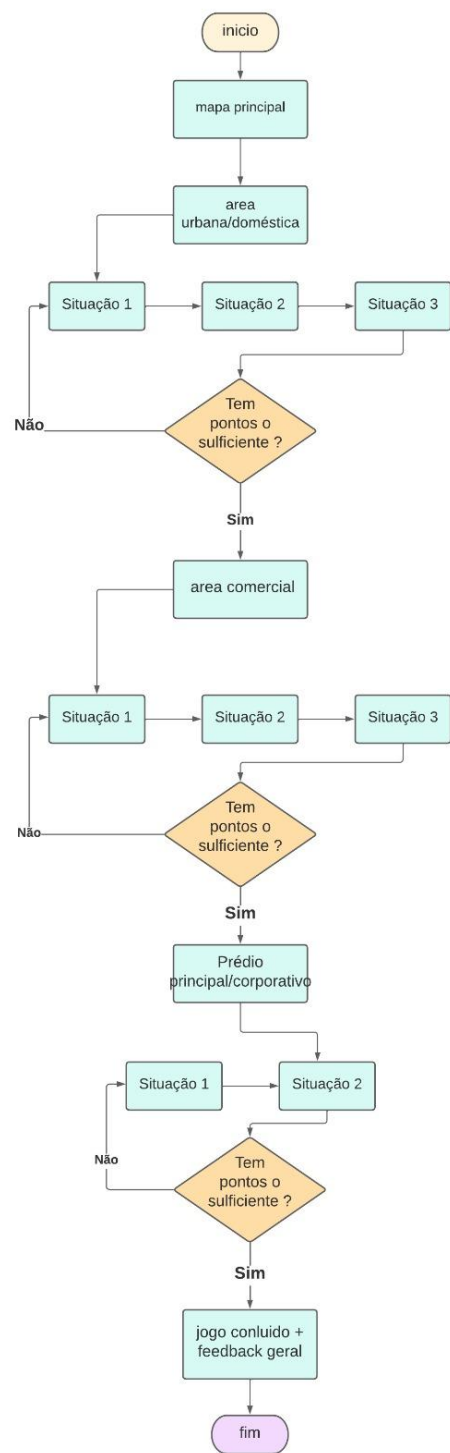 inicio
mapa principal
area
urbana/doméstica
Situação 1
Situação 2
Situação 3
Tem
pontos o
sulficiente ?
Não
Sim
area comercial
Situação 1
Situação 2
Situação 3
Tem
pontos o
sulficiente ?
Não
Sim
Prédio
principal/corporativo
Situação 1
Situação 2
Não
Tem
pontos o
sulficiente ?
Sim
jogo conluido +
feedback geral
fim